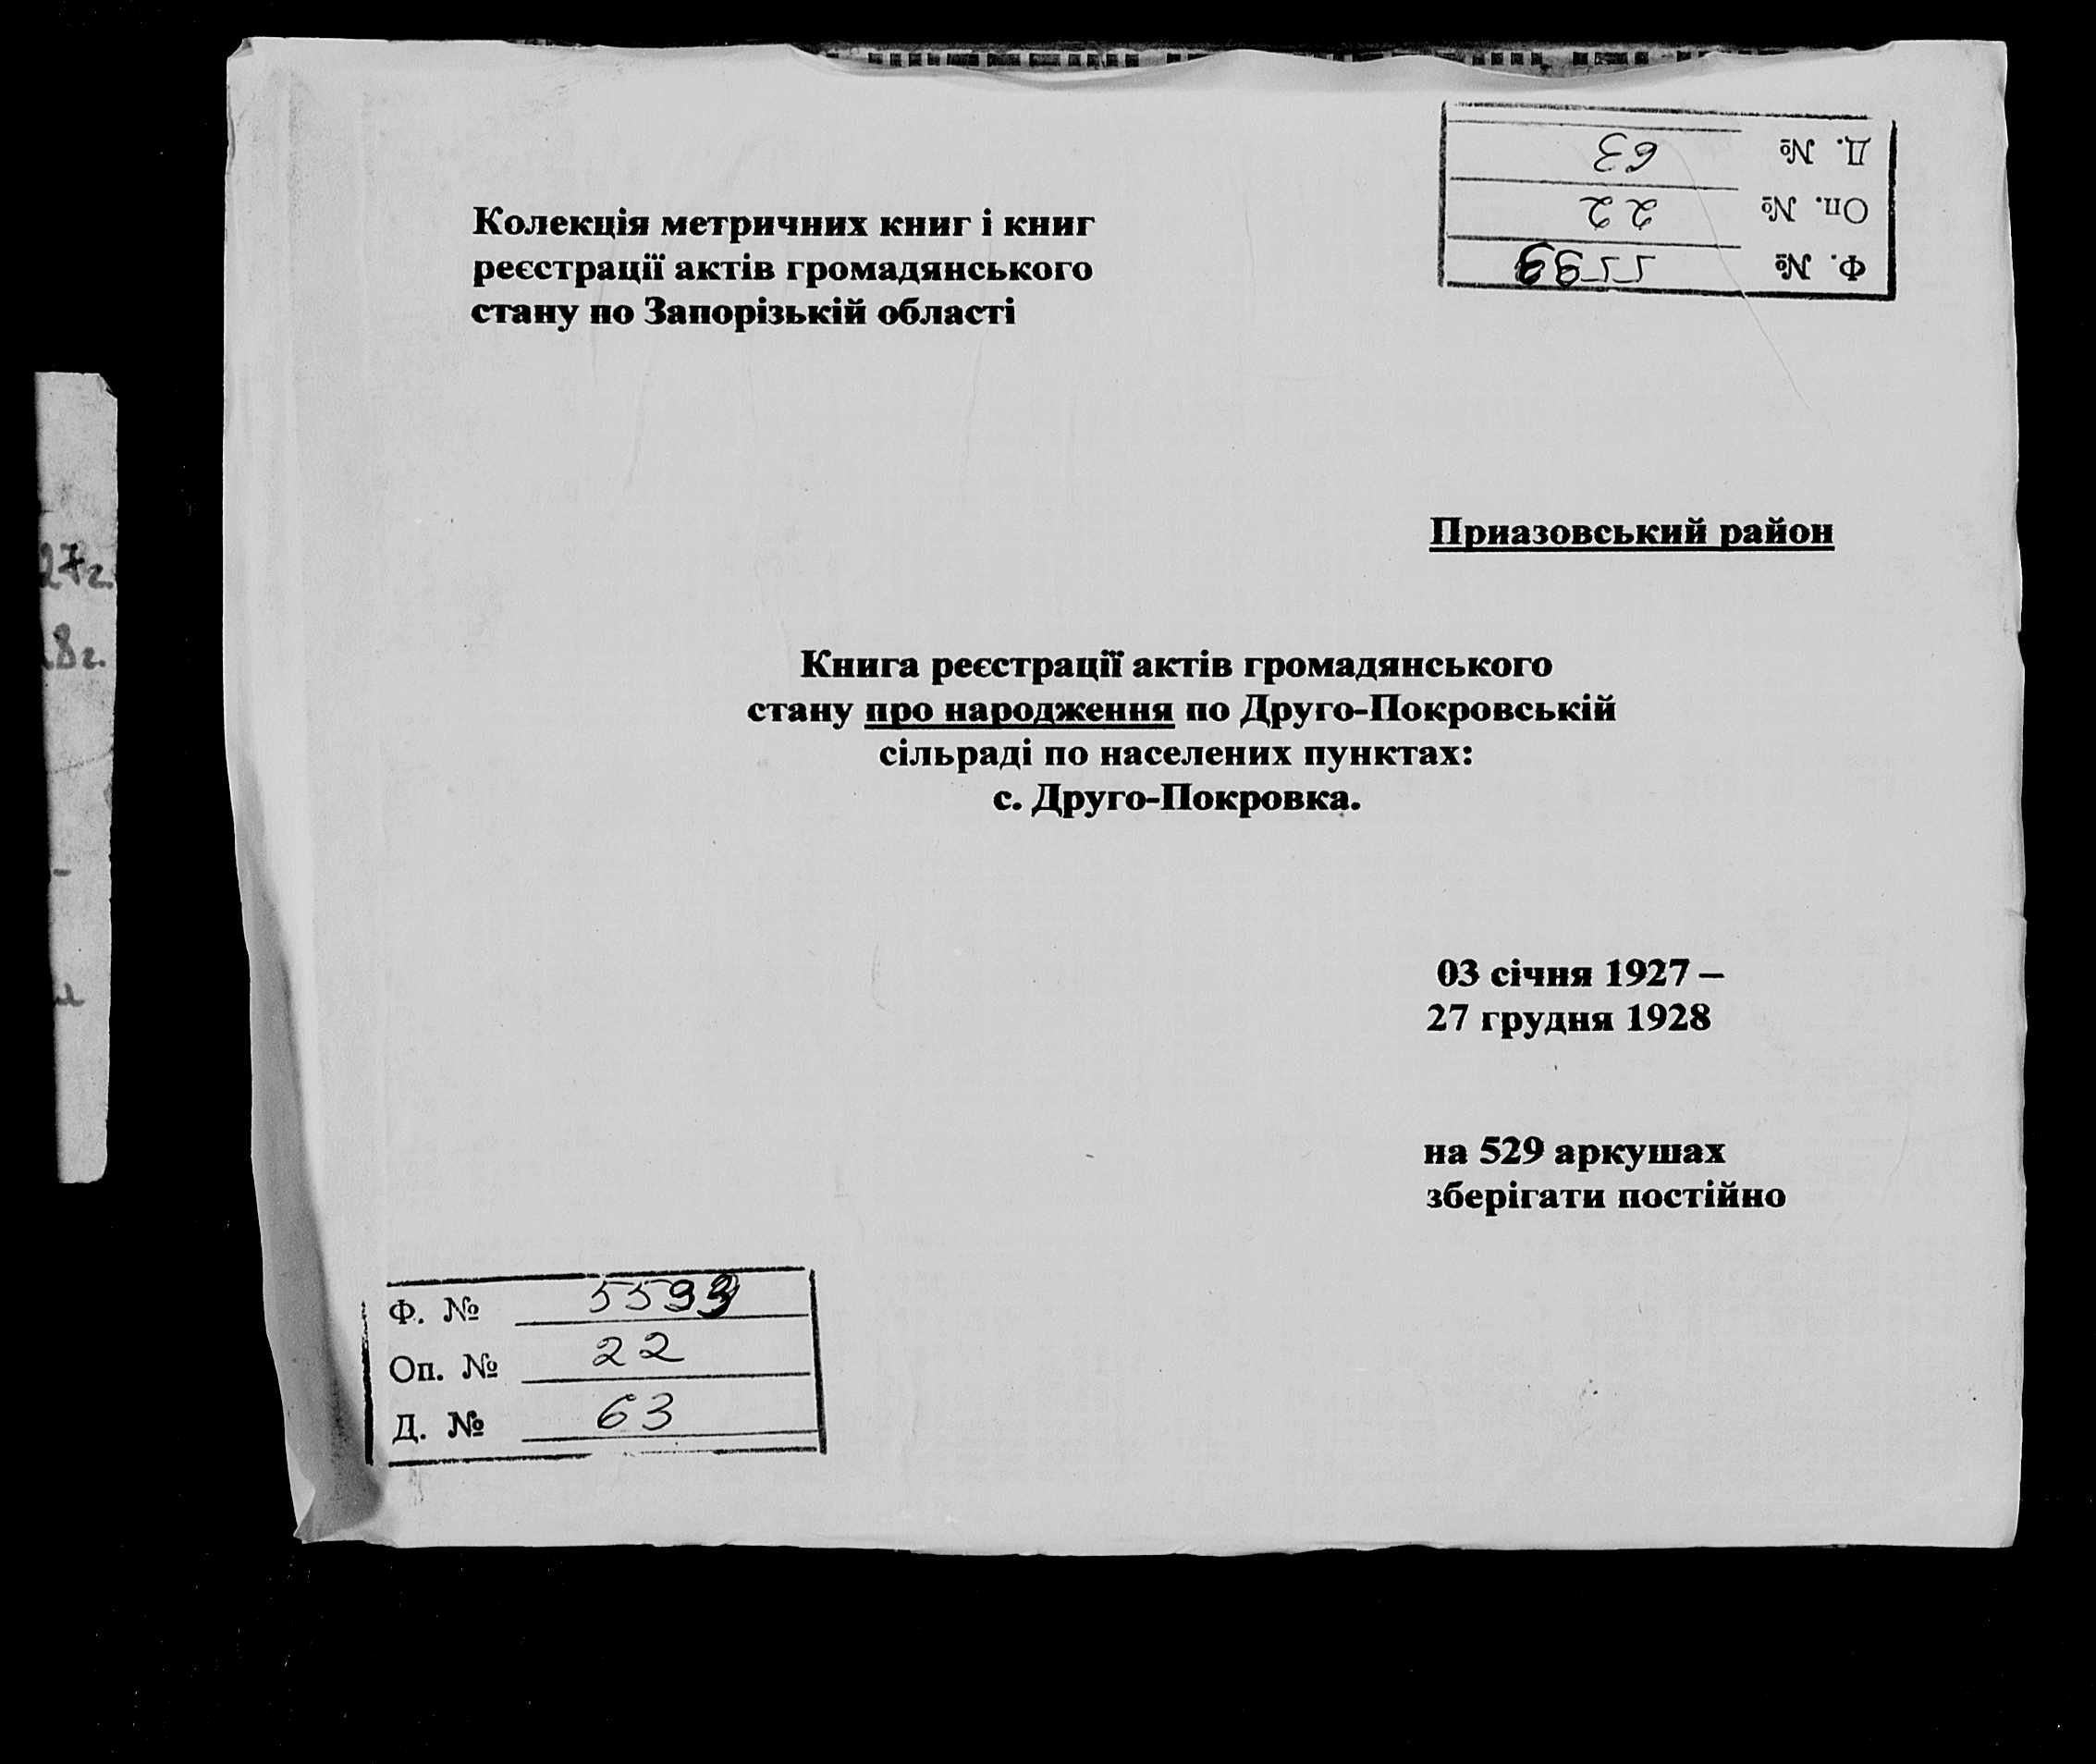 Д. № 63
Оп. № 22
Ф. № 5593
Колекція метричних книг і книг
реєстрації актів громадянського
стану по Запорізькій області
Приазовський район
27г.
8г.
Книга реєстрації актів громадянського
стану про народження по Друго-Покровській
сільраді по населених пунктах:
с. Друго-Покровка.
03 січня 1927 –
27 грудня 1928
на 529 аркушах
зберігати постійно
Ф. № 5593
Оп. № 22
Д. № 63